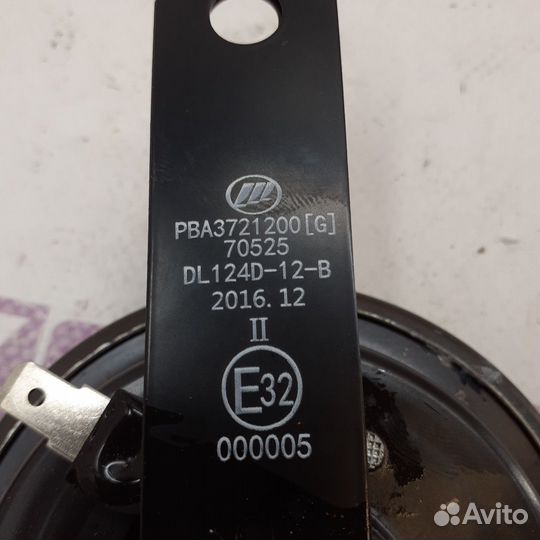 PBA3721200[G]
70525
DL124D-12-B
2016.12
II
E32
000005
Avito